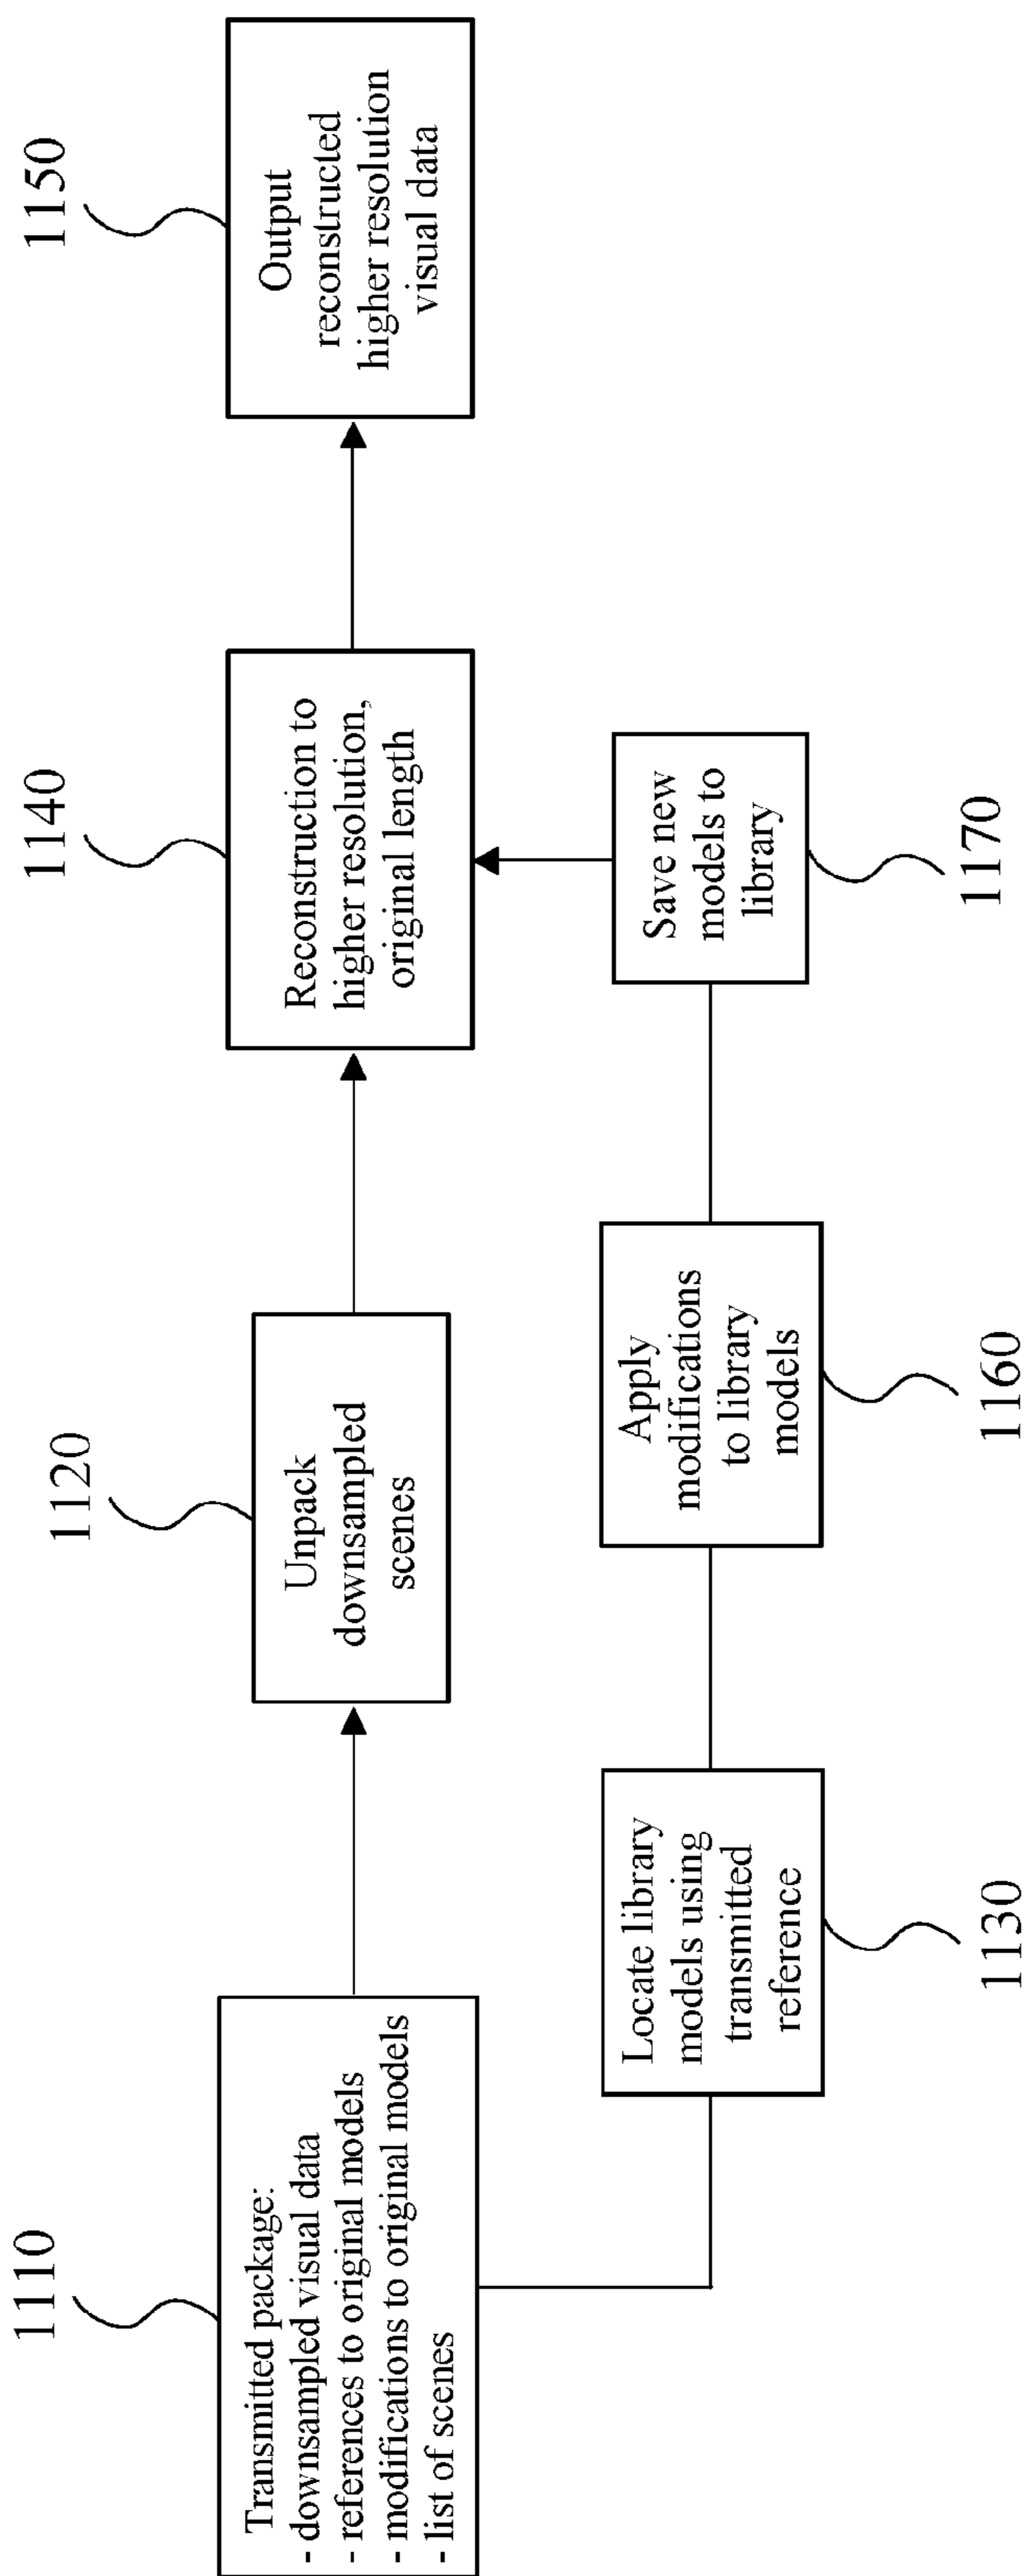 1110
Transmitted package:
- downsampled visual data
- references to original models
- modifications to original models
- list of scenes
1120
Unpack
downsampled
scenes
1140
Reconstruction to
higher resolution,
original length
1150
Output
reconstructed
higher resolution
visual data
Locate library
models using
transmitted
reference
1130
Apply
modifications
to library
models
1160
Save new
models to
library
1170